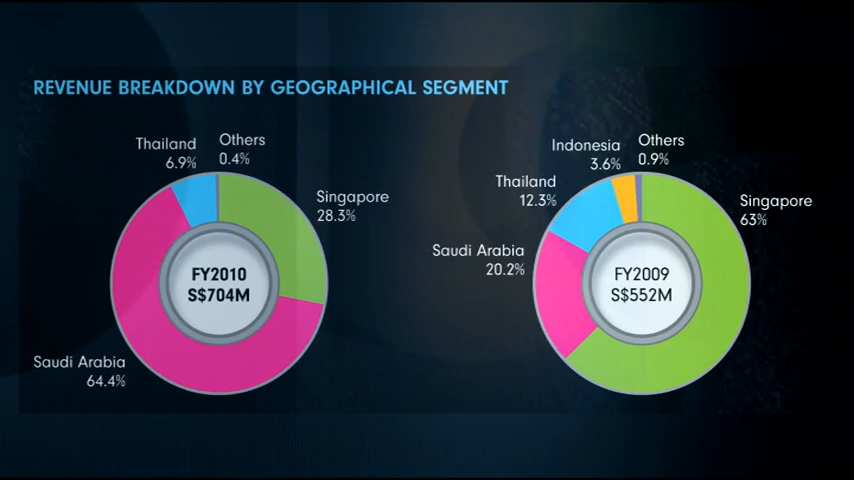 REVENUE BREAKDOWN BY GEOGRAPHICAL SEGMENT
Thailand
6.9%
Others
0.4%
Singapore
28.3%
FY2010
S$704M
Saudi Arabia
64.4%
Indonesia
3.6%
Others
0.9%
Thailand
12.3%
Singapore
63%
Saudi Arabia
20.2%
FY2009
S$552M